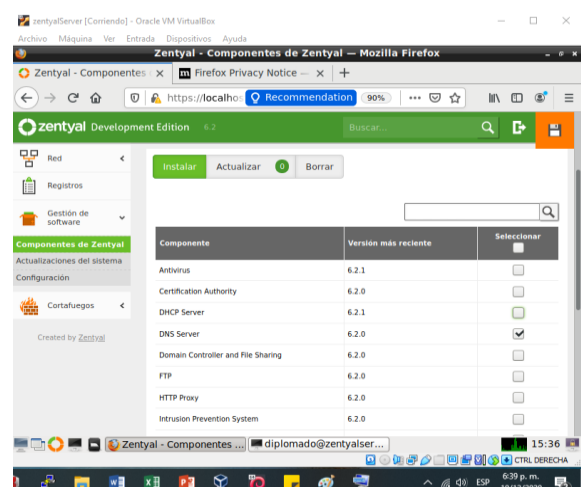 zentyalServer [Corriendo] - Oracle VM VirtualBox
Archivo Máquina Ver Entrada Dispositivos Ayuda
Zentyal - Componentes de Zentyal — Mozilla Firefox
Zentyal - Componentes Firefox Privacy Notice —
https://localhos Recommendation 90%
zentyal Development Edition 6.2 Buscar...
Red
Registros
Gestión de software
Componentes de Zentyal
Actualizaciones del sistema
Configuración
Cortafuegos
Created by Zentyal
Instalar Actualizar 0 Borrar
Componente Versión más reciente Seleccionar
Antivirus 6.2.1
Certification Authority 6.2.0
DHCP Server 6.2.1
DNS Server 6.2.0
Domain Controller and File Sharing 6.2.0
FTP 6.2.0
HTTP Proxy 6.2.0
Intrusion Prevention System 6.2.0
Zentyal - Componentes ... diplomado@zentyalser... 15:36
CTRL DERECHA
ESP 6:39 p. m.